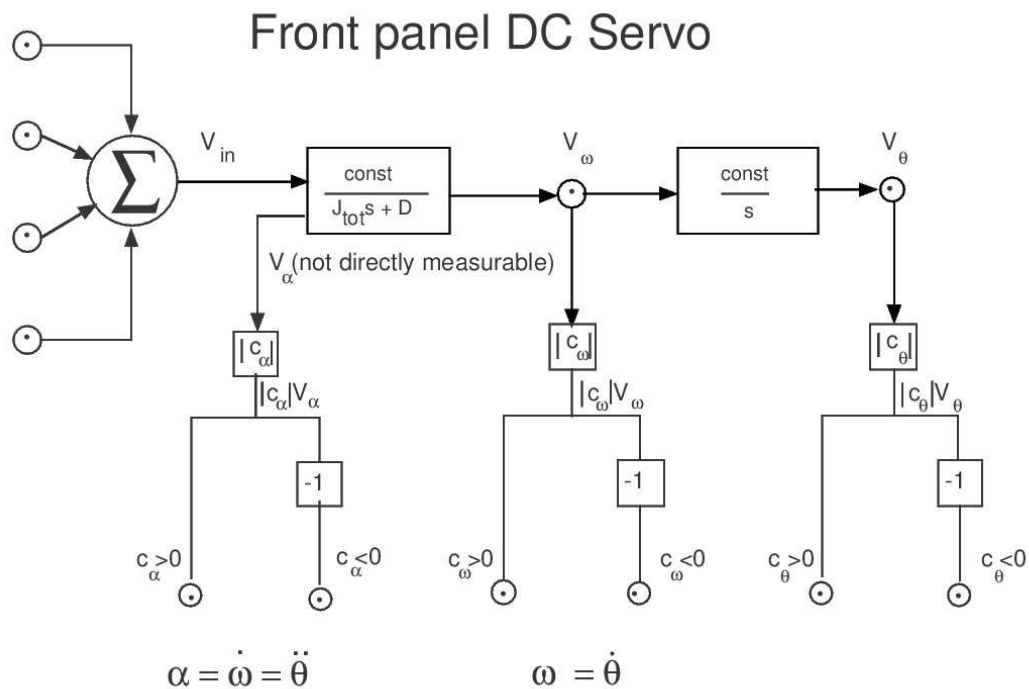 Front panel DC Servo
Σ
V in
const
J_tot s + D
V_ω
const
s
V_θ
V_α (not directly measurable)
|c_α|
|c_ω|
|c_θ|
|c_α|V_α
|c_ω|V_ω
|c_θ|V_θ
-1
-1
-1
c_α>0
c_α<0
c_ω>0
c_ω<0
c_θ>0
c_θ<0
α = ω̇ = θ̈
ω = θ̇